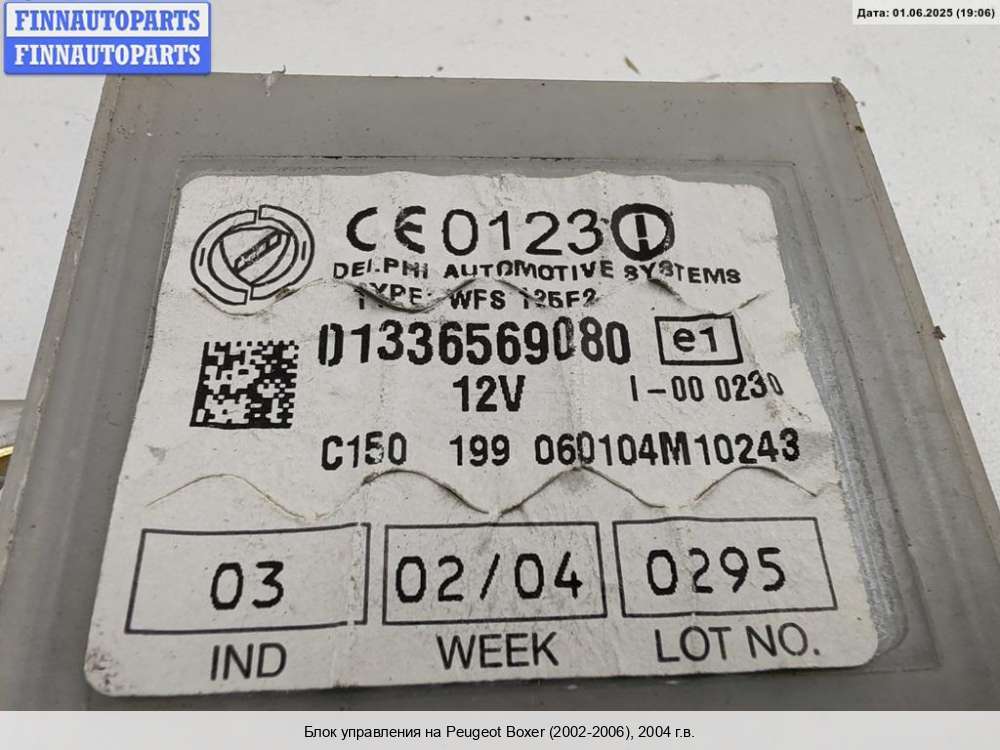 FINNAUTOPARTS
FINNAUTOPARTS
Дата: 01.06.2025 (19:06)
CE0123
DELPHI AUTOMOTIVE SYSTEMS
TYPE: WFS 125F2
01336569080
e1
12V
I-00 0230
C150 199 060104M10243
03
02/04
0295
IND
WEEK
LOT NO.
Блок управления на Peugeot Boxer (2002-2006), 2004 г.в.